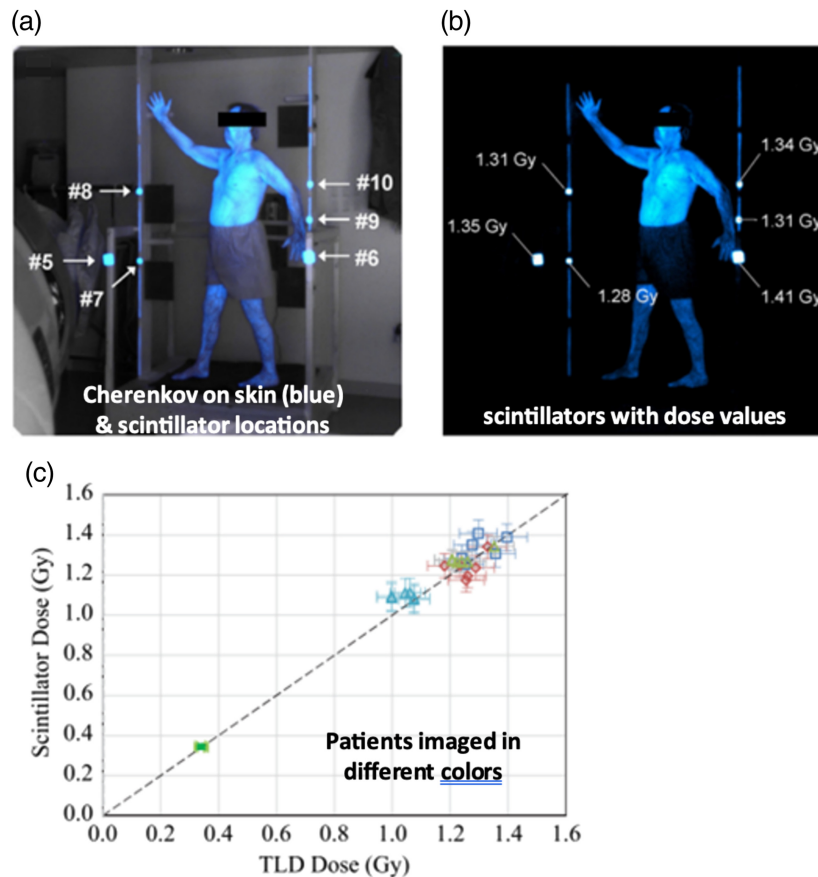 (a)
(b)
#8
#10
#9
#5
#6
#7
Cherenkov on skin (blue)
& scintillator locations
1.31 Gy
1.34 Gy
1.35 Gy
1.31 Gy
1.28 Gy
1.41 Gy
scintillators with dose values
(c)
Scintillator Dose (Gy)
1.6
1.4
1.2
1.0
0.8
0.6
0.4
0.2
0.0
Patients imaged in
different colors
0.0 0.2 0.4 0.6 0.8 1.0 1.2 1.4 1.6
TLD Dose (Gy)